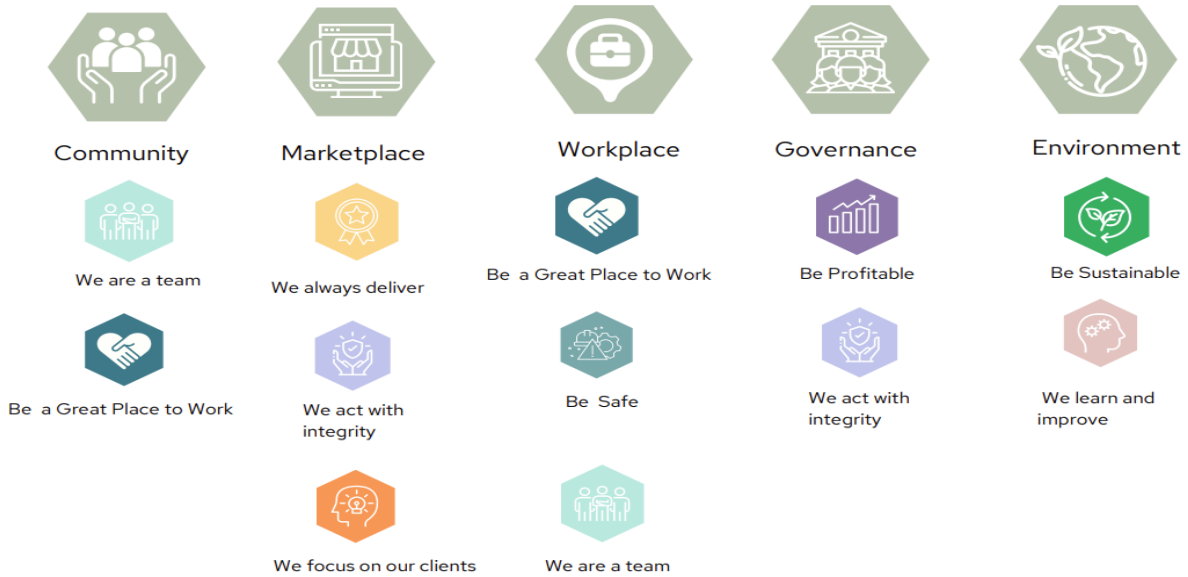 Community
Marketplace
Workplace
Governance
Environment
We are a team
We always deliver
Be a Great Place to Work
Be Profitable
Be Sustainable
Be a Great Place to Work
We act with
integrity
Be Safe
We act with
integrity
We learn and
improve
We focus on our clients
We are a team